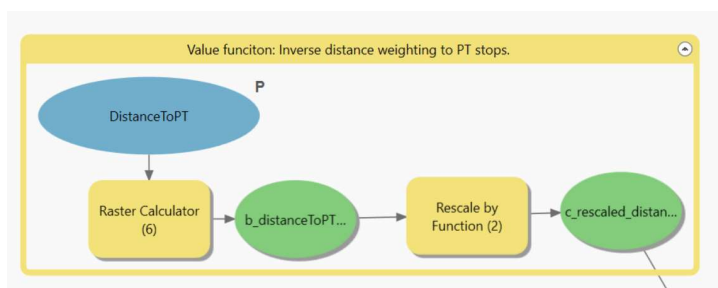 Value funciton: Inverse distance weighting to PT stops.
P
DistanceToPT
Raster Calculator
(6)
b_distanceToPT...
Rescale by
Function (2)
c_rescaled_distan...